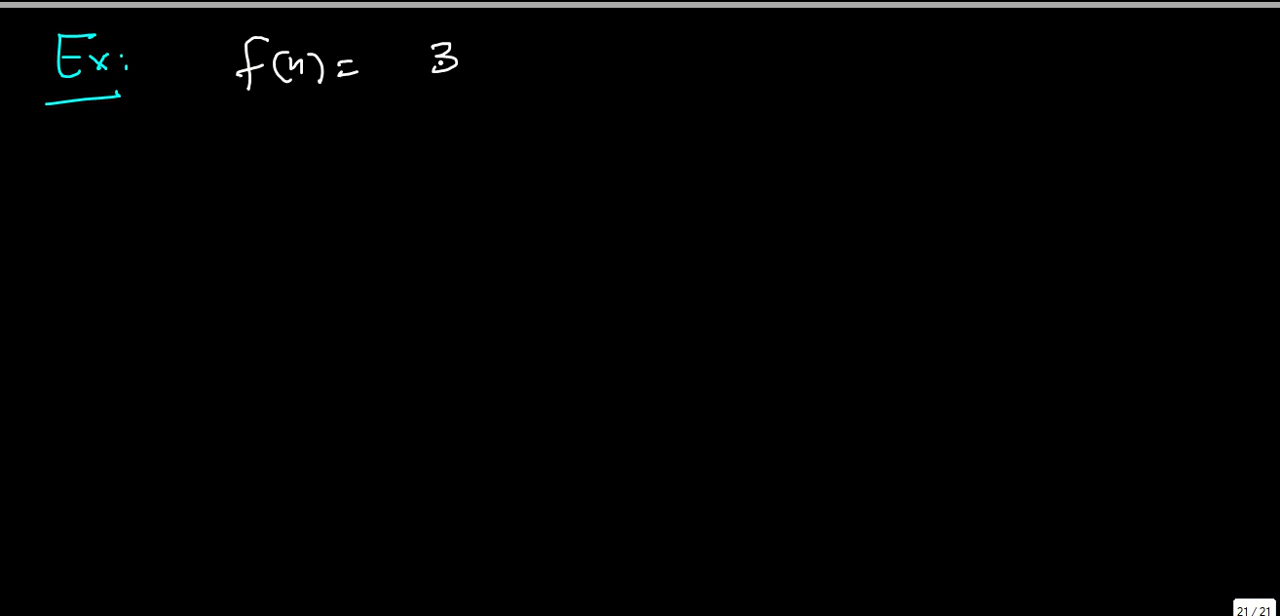 Ex: f(n) = 3
21 / 21